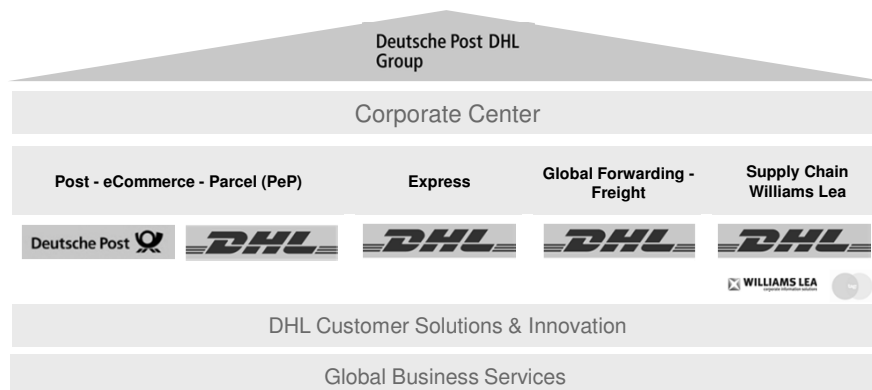 Deutsche Post DHL
Group
Corporate Center
Post - eCommerce - Parcel (PeP)
Express
Global Forwarding -
Freight
Supply Chain
Williams Lea
Deutsche Post
DHL
DHL
DHL
DHL
WILLIAMS LEA
DHL Customer Solutions & Innovation
Global Business Services